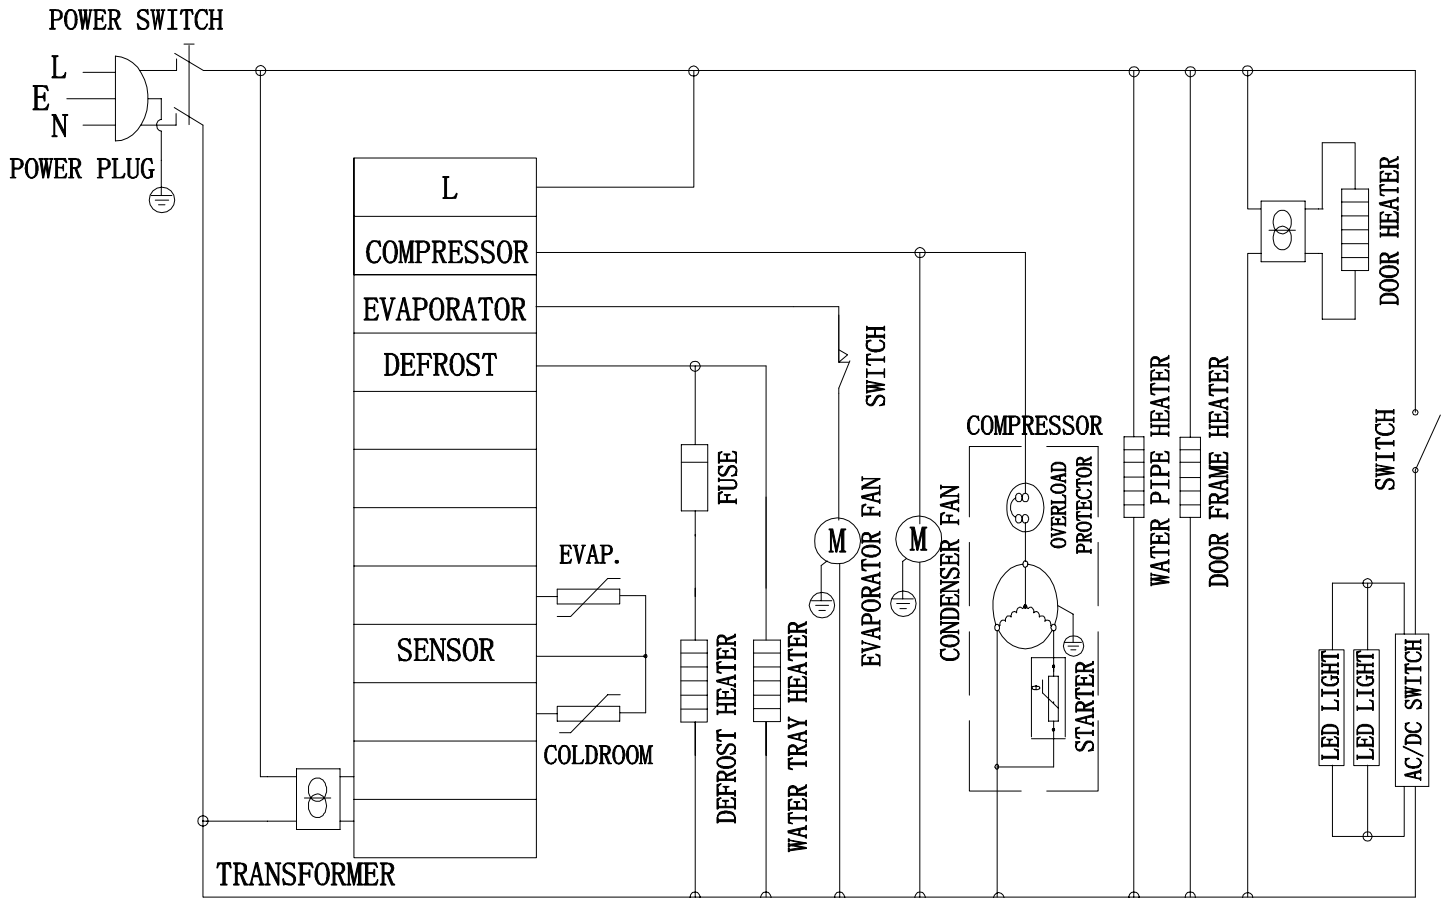 POWER SWITCH
L
E
N
POWER PLUG
L
COMPRESSOR
EVAPORATOR
DEFROST
SENSOR
EVAP.
COLDROOM
TRANSFORMER
FUSE
DEFROST HEATER
WATER TRAY HEATER
SWITCH
M
EVAPORATOR FAN
M
CONDENSER FAN
COMPRESSOR
OVERLOAD
PROTECTOR
θ
STARTER
WATER PIPE HEATER
DOOR FRAME HEATER
DOOR HEATER
SWITCH
LED LIGHT
LED LIGHT
AC/DC SWITCH